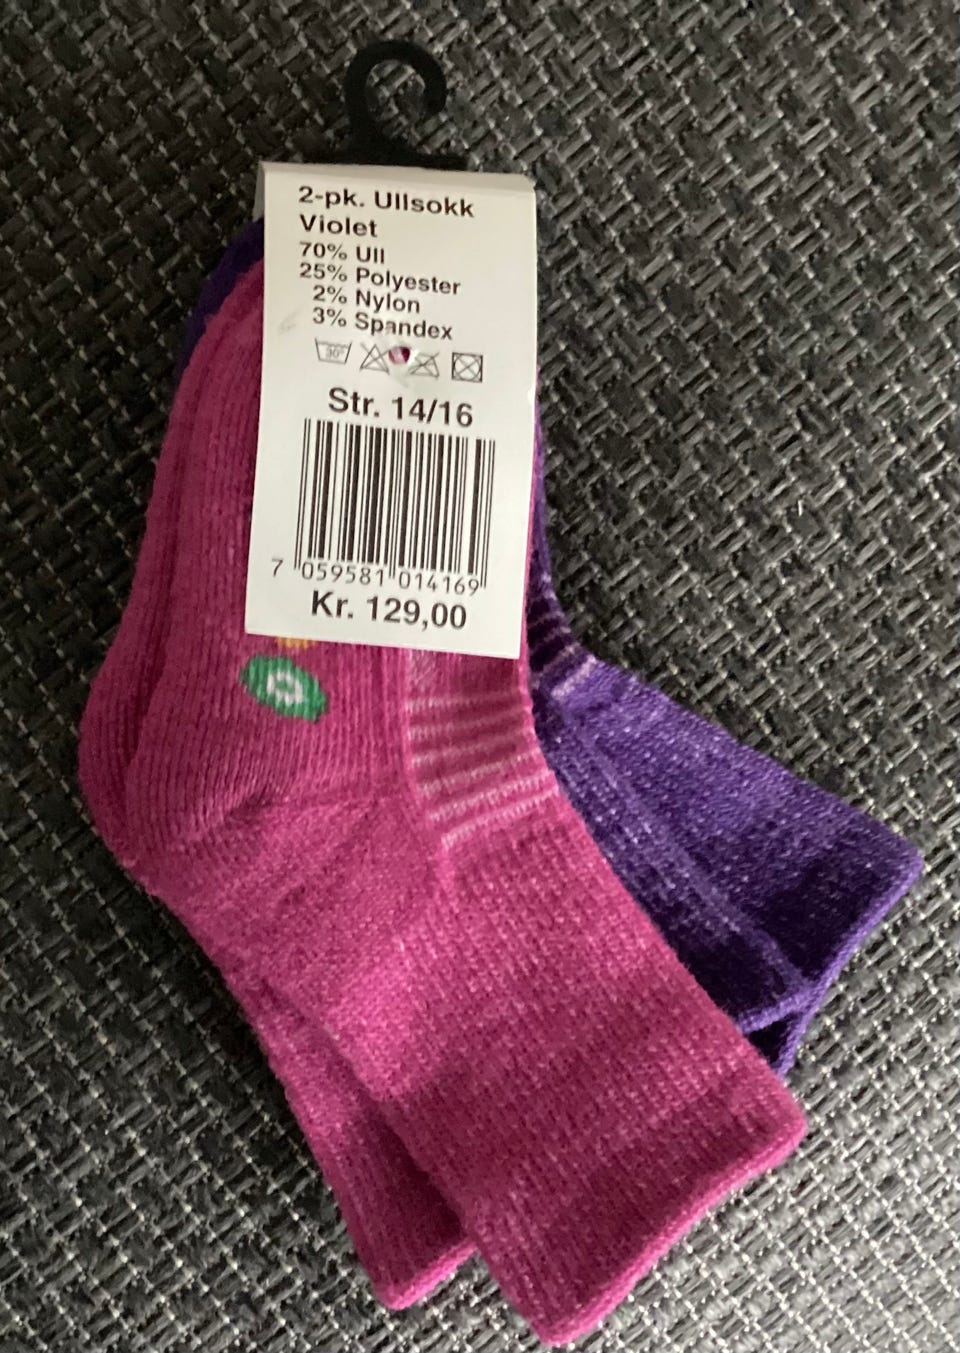 2-pk. Ullsokk
Violet
70% Ull
25% Polyester
2% Nylon
3% Spandex
30°
Str. 14/16
7 059581 014169
Kr. 129,00